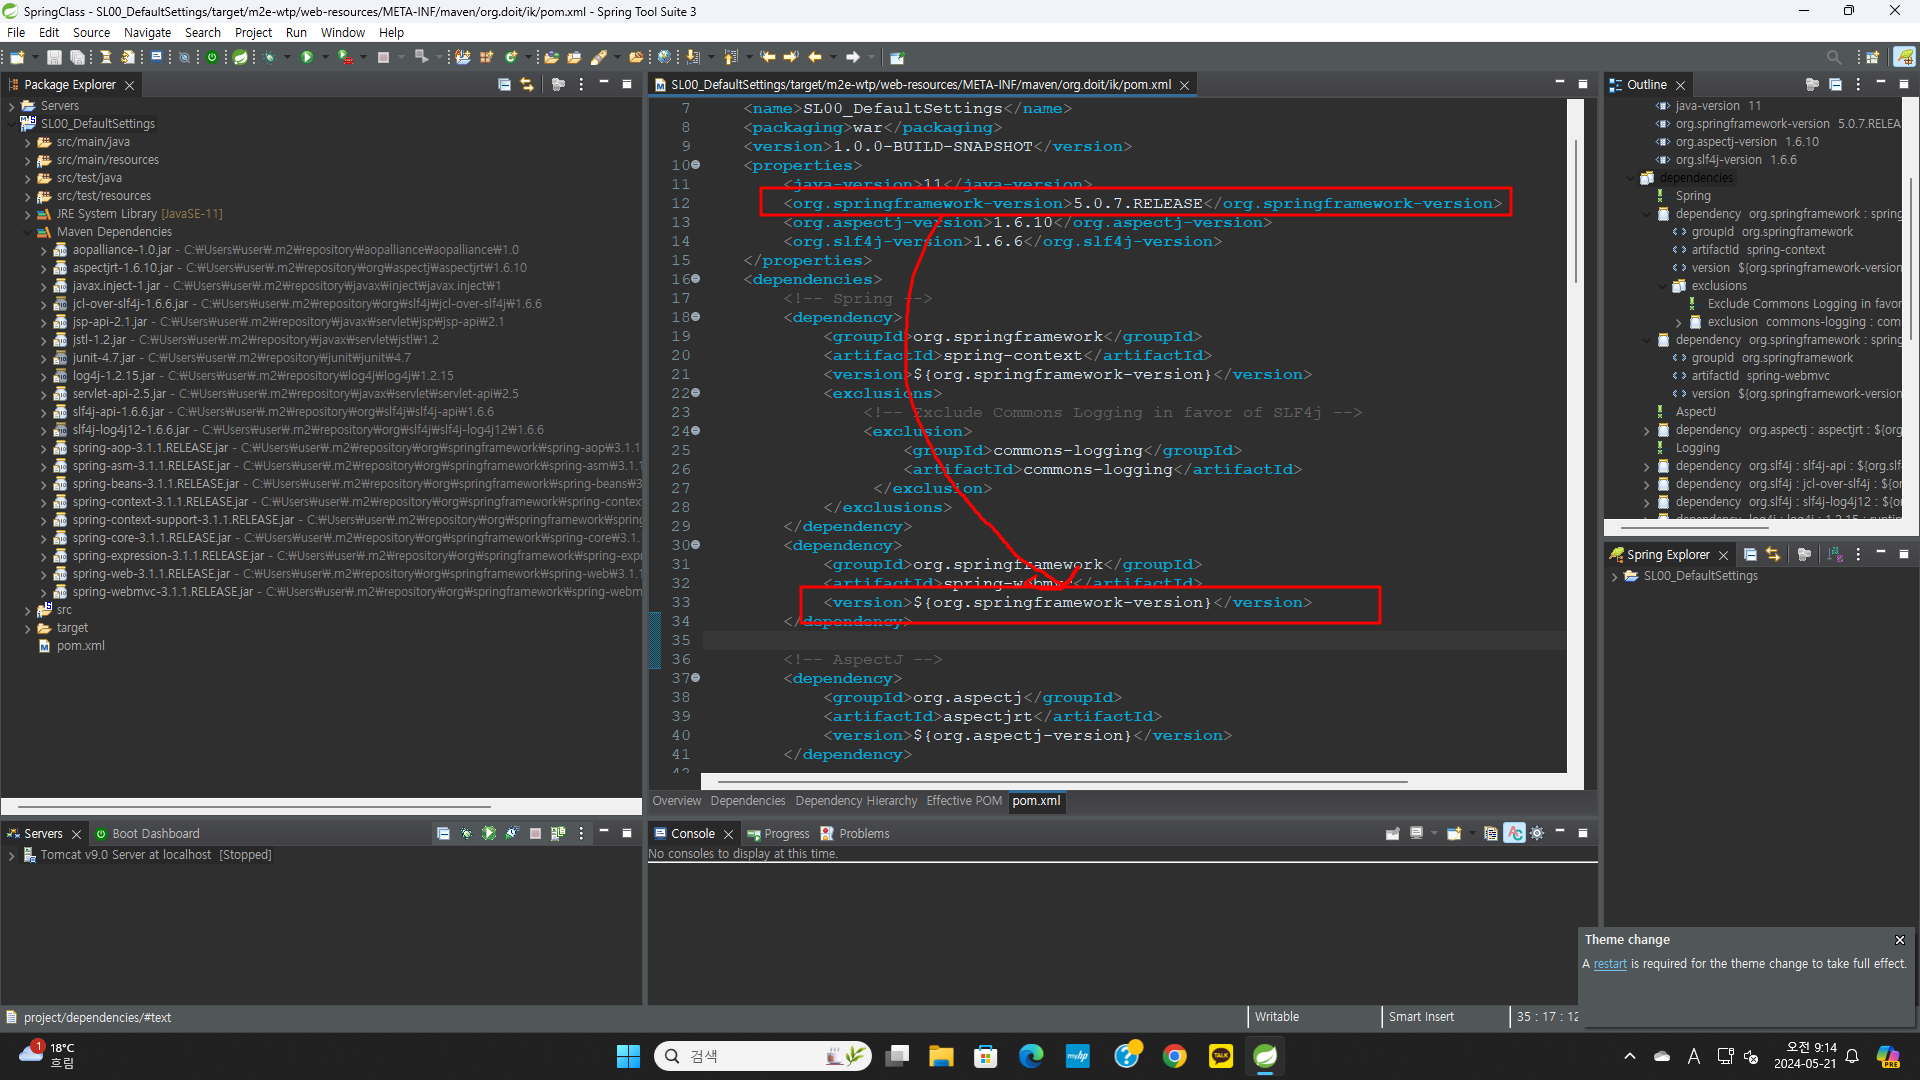 SpringClass - SL00_DefaultSettings/target/m2e-wtp/web-resources/META-INF/maven/org.doit/ik/pom.xml - Spring Tool Suite 3
File Edit Source Navigate Search Project Run Window Help
Package Explorer
Servers
SL00_DefaultSettings
src/main/java
src/main/resources
src/test/java
src/test/resources
JRE System Library [JavaSE-11]
Maven Dependencies
aopalliance-1.0.jar - C:₩Users₩user₩.m2₩repository₩aopalliance₩aopalliance₩1.0
aspectjrt-1.6.10.jar - C:₩Users₩user₩.m2₩repository₩org₩aspectj₩aspectjrt₩1.6.10
javax.inject-1.jar - C:₩Users₩user₩.m2₩repository₩javax₩inject₩javax.inject₩1
jcl-over-slf4j-1.6.6.jar - C:₩Users₩user₩.m2₩repository₩org₩slf4j₩jcl-over-slf4j₩1.6.6
jsp-api-2.1.jar - C:₩Users₩user₩.m2₩repository₩javax₩servlet₩jsp₩jsp-api₩2.1
jstl-1.2.jar - C:₩Users₩user₩.m2₩repository₩javax₩servlet₩jstl₩1.2
junit-4.7.jar - C:₩Users₩user₩.m2₩repository₩junit₩junit₩4.7
log4j-1.2.15.jar - C:₩Users₩user₩.m2₩repository₩log4j₩log4j₩1.2.15
servlet-api-2.5.jar - C:₩Users₩user₩.m2₩repository₩javax₩servlet₩servlet-api₩2.5
slf4j-api-1.6.6.jar - C:₩Users₩user₩.m2₩repository₩org₩slf4j₩slf4j-api₩1.6.6
slf4j-log4j12-1.6.6.jar - C:₩Users₩user₩.m2₩repository₩org₩slf4j₩slf4j-log4j12₩1.6.6
spring-aop-3.1.1.RELEASE.jar - C:₩Users₩user₩.m2₩repository₩org₩springframework₩spring-aop₩3.1.1
spring-asm-3.1.1.RELEASE.jar - C:₩Users₩user₩.m2₩repository₩org₩springframework₩spring-asm₩3.1.1
spring-beans-3.1.1.RELEASE.jar - C:₩Users₩user₩.m2₩repository₩org₩springframework₩spring-beans₩3
spring-context-3.1.1.RELEASE.jar - C:₩Users₩user₩.m2₩repository₩org₩springframework₩spring-contex
spring-context-support-3.1.1.RELEASE.jar - C:₩Users₩user₩.m2₩repository₩org₩springframework₩spring
spring-core-3.1.1.RELEASE.jar - C:₩Users₩user₩.m2₩repository₩org₩springframework₩spring-core₩3.1.
spring-expression-3.1.1.RELEASE.jar - C:₩Users₩user₩.m2₩repository₩org₩springframework₩spring-exp
spring-web-3.1.1.RELEASE.jar - C:₩Users₩user₩.m2₩repository₩org₩springframework₩spring-web₩3.1.1
spring-webmvc-3.1.1.RELEASE.jar - C:₩Users₩user₩.m2₩repository₩org₩springframework₩spring-webm
src
target
pom.xml
SL00_DefaultSettings/target/m2e-wtp/web-resources/META-INF/maven/org.doit/ik/pom.xml
7 <name>SL00_DefaultSettings</name>
8 <packaging>war</packaging>
9 <version>1.0.0-BUILD-SNAPSHOT</version>
10 <properties>
11 <java-version>11</java-version>
12 <org.springframework-version>5.0.7.RELEASE</org.springframework-version>
13 <org.aspectj-version>1.6.10</org.aspectj-version>
14 <org.slf4j-version>1.6.6</org.slf4j-version>
15 </properties>
16 <dependencies>
17 <!-- Spring -->
18 <dependency>
19 <groupId>org.springframework</groupId>
20 <artifactId>spring-context</artifactId>
21 <version>${org.springframework-version}</version>
22 <exclusions>
23 <!-- Exclude Commons Logging in favor of SLF4j -->
24 <exclusion>
25 <groupId>commons-logging</groupId>
26 <artifactId>commons-logging</artifactId>
27 </exclusion>
28 </exclusions>
29 </dependency>
30 <dependency>
31 <groupId>org.springframework</groupId>
32 <artifactId>spring-webmvc</artifactId>
33 <version>${org.springframework-version}</version>
34 </dependency>
35
36 <!-- AspectJ -->
37 <dependency>
38 <groupId>org.aspectj</groupId>
39 <artifactId>aspectjrt</artifactId>
40 <version>${org.aspectj-version}</version>
41 </dependency>
42
Overview Dependencies Dependency Hierarchy Effective POM pom.xml
Outline
java-version 11
org.springframework-version 5.0.7.RELEA
org.aspectj-version 1.6.10
org.slf4j-version 1.6.6
dependencies
Spring
dependency org.springframework : spring
groupId org.springframework
artifactId spring-context
version ${org.springframework-version
exclusions
Exclude Commons Logging in favor
exclusion commons-logging : com
dependency org.springframework : spring
groupId org.springframework
artifactId spring-webmvc
version ${org.springframework-version
AspectJ
dependency org.aspectj : aspectjrt : ${org
Logging
dependency org.slf4j : slf4j-api : ${org.slf
dependency org.slf4j : jcl-over-slf4j : ${or
dependency org.slf4j : slf4j-log4j12 : ${or
Spring Explorer
SL00_DefaultSettings
Servers Boot Dashboard
Tomcat v9.0 Server at localhost [Stopped]
Console Progress Problems
No consoles to display at this time.
Theme change
A restart is required for the theme change to take full effect.
project/dependencies/#text
Writable Smart Insert 35 : 17 : 12
1 18°C
흐림
검색
myhp
TALK
A
오전 9:14
2024-05-21
PRE